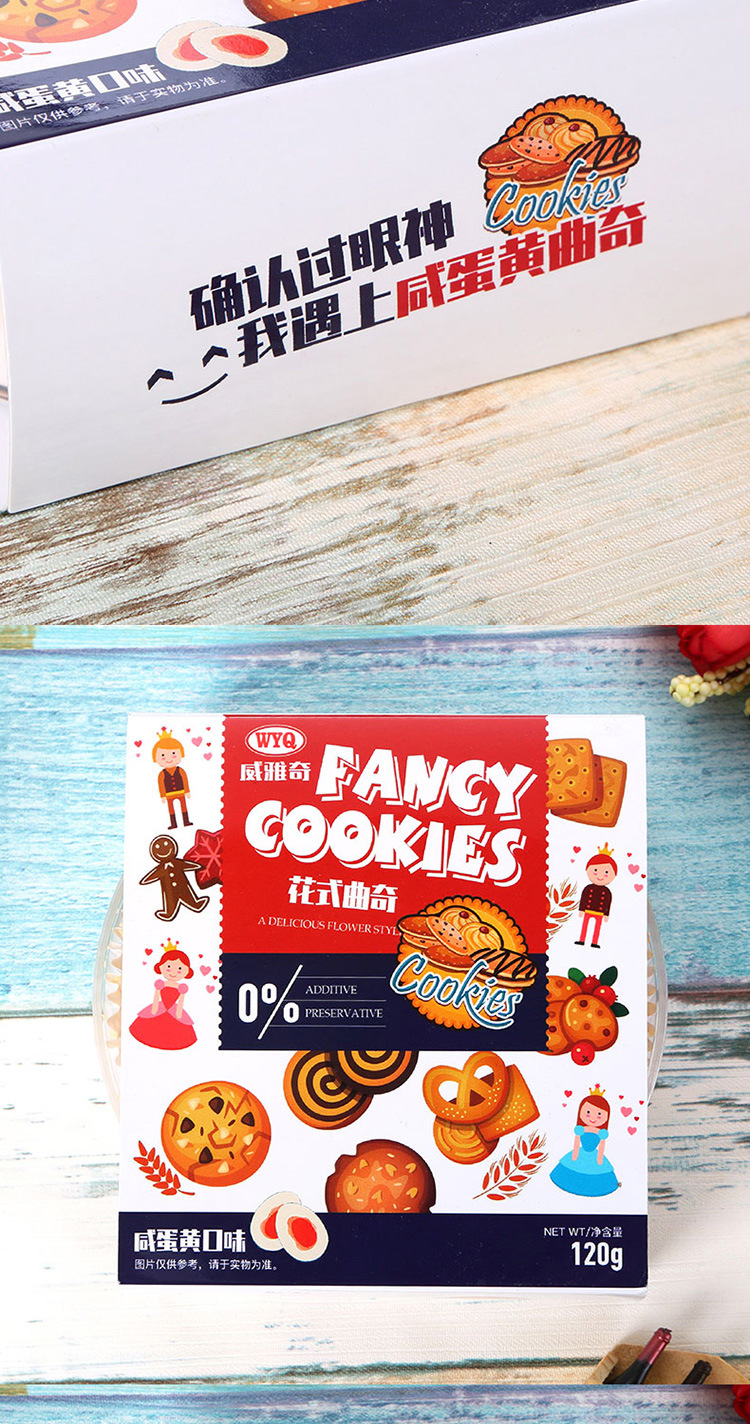 咸蛋黄口味
图片仅供参考，请于实物为准。
Cookies
确认过眼神
我遇上咸蛋黄曲奇
WYQ
威雅奇
FANCY
COOKIES
花式曲奇
A DELICIOUS FLOWER STYL
0%
ADDITIVE
PRESERVATIVE
Cookies
咸蛋黄口味
图片仅供参考，请于实物为准。
NET WT/净含量
120g